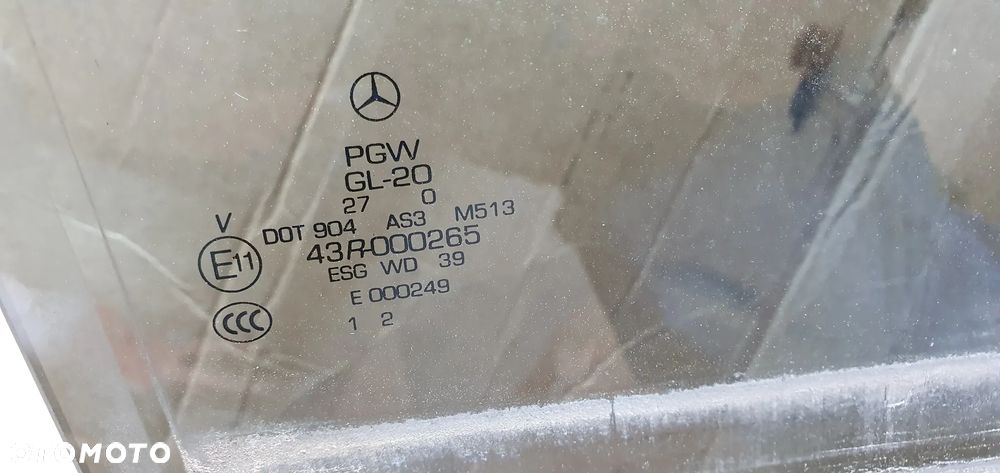 PGW
GL-20
27 0
V
DOT 904 AS3 M513
E11 43R-000265
ESG WD 39
E 000249
CCC
1 2
OTOMOTO